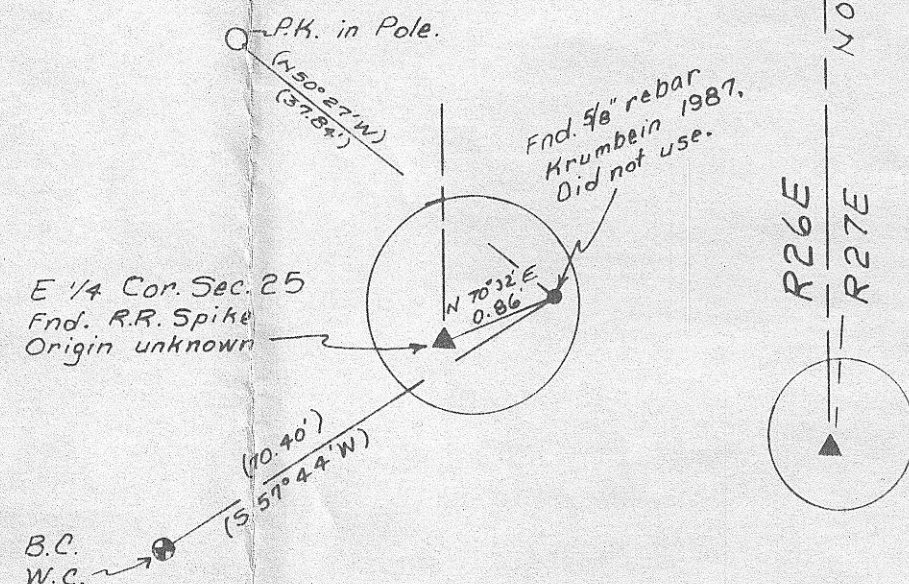 P.K. in Pole.
(N50°27'W)
(37.84')
Fnd. 5/8" rebar
Krumbein 1987.
Did not use.
E 1/4 Cor. Sec. 25
Fnd. R.R. Spike
Origin unknown
N 70°32' E
0.86'
(70.40')
(S 57°44'W)
B.C.
W.C.
NO
R26E
R27E